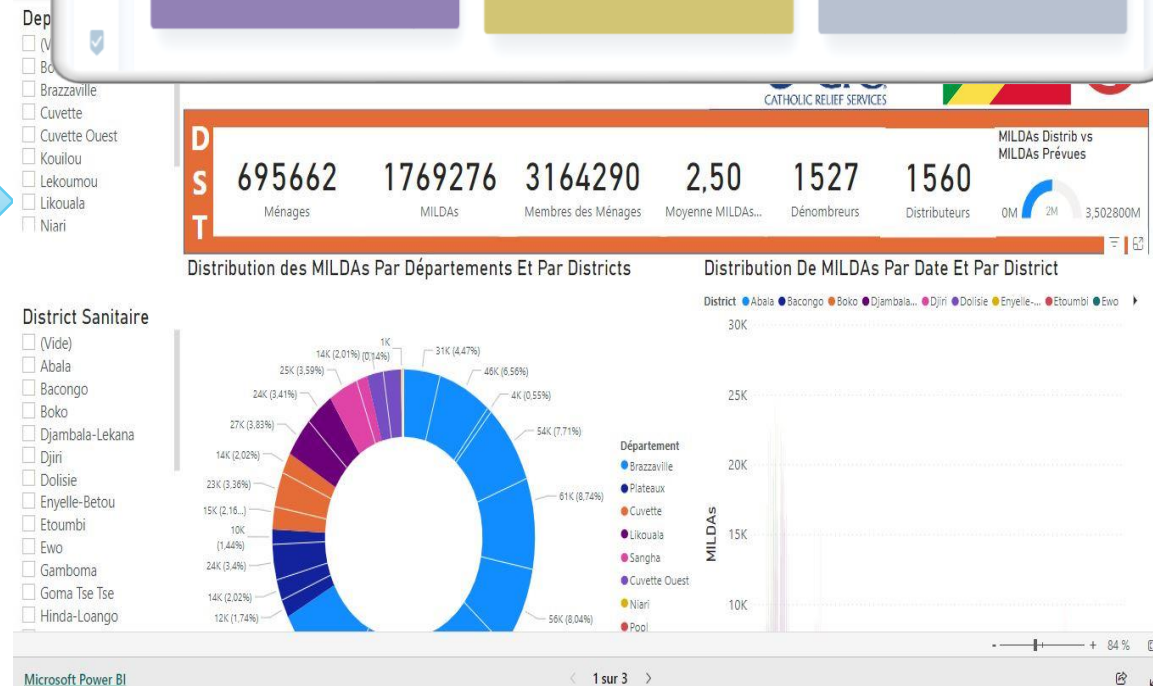 Dep
(V
Bo
Brazzaville
Cuvette
Cuvette Ouest
Kouilou
Lekoumou
Likouala
Niari
CATHOLIC RELIEF SERVICES
D
S
T
695662
Ménages
1769276
MILDAs
3164290
Membres des Ménages
2,50
Moyenne MILDAs...
1527
Dénombreurs
1560
Distributeurs
MILDAs Distrib vs
MILDAs Prévues
0M 2M 3,502800M
Distribution des MILDAs Par Départements Et Par Districts
Distribution De MILDAs Par Date Et Par District
District Abala Bacongo Boko Djambala... Djiri Dolisie Enyelle-... Etoumbi Ewo
District Sanitaire
(Vide)
Abala
Bacongo
Boko
Djambala-Lekana
Djiri
Dolisie
Enyelle-Betou
Etoumbi
Ewo
Gamboma
Goma Tse Tse
Hinda-Loango
1K
14K (2,01%)
(0,14%)
25K (3,59%)
24K (3,41%)
27K (3,83%)
14K (2,02%)
23K (3,36%)
15K (2,16...)
10K
(1,44%)
24K (3,4%)
14K (2,02%)
12K (1,74%)
31K (4,47%)
46K (6,56%)
4K (0,55%)
54K (7,71%)
61K (8,74%)
56K (8,04%)
Département
Brazzaville
Plateaux
Cuvette
Likouala
Sangha
Cuvette Ouest
Niari
Pool
MILDAs
30K
25K
20K
15K
10K
- + 84 %
Microsoft Power BI
1 sur 3